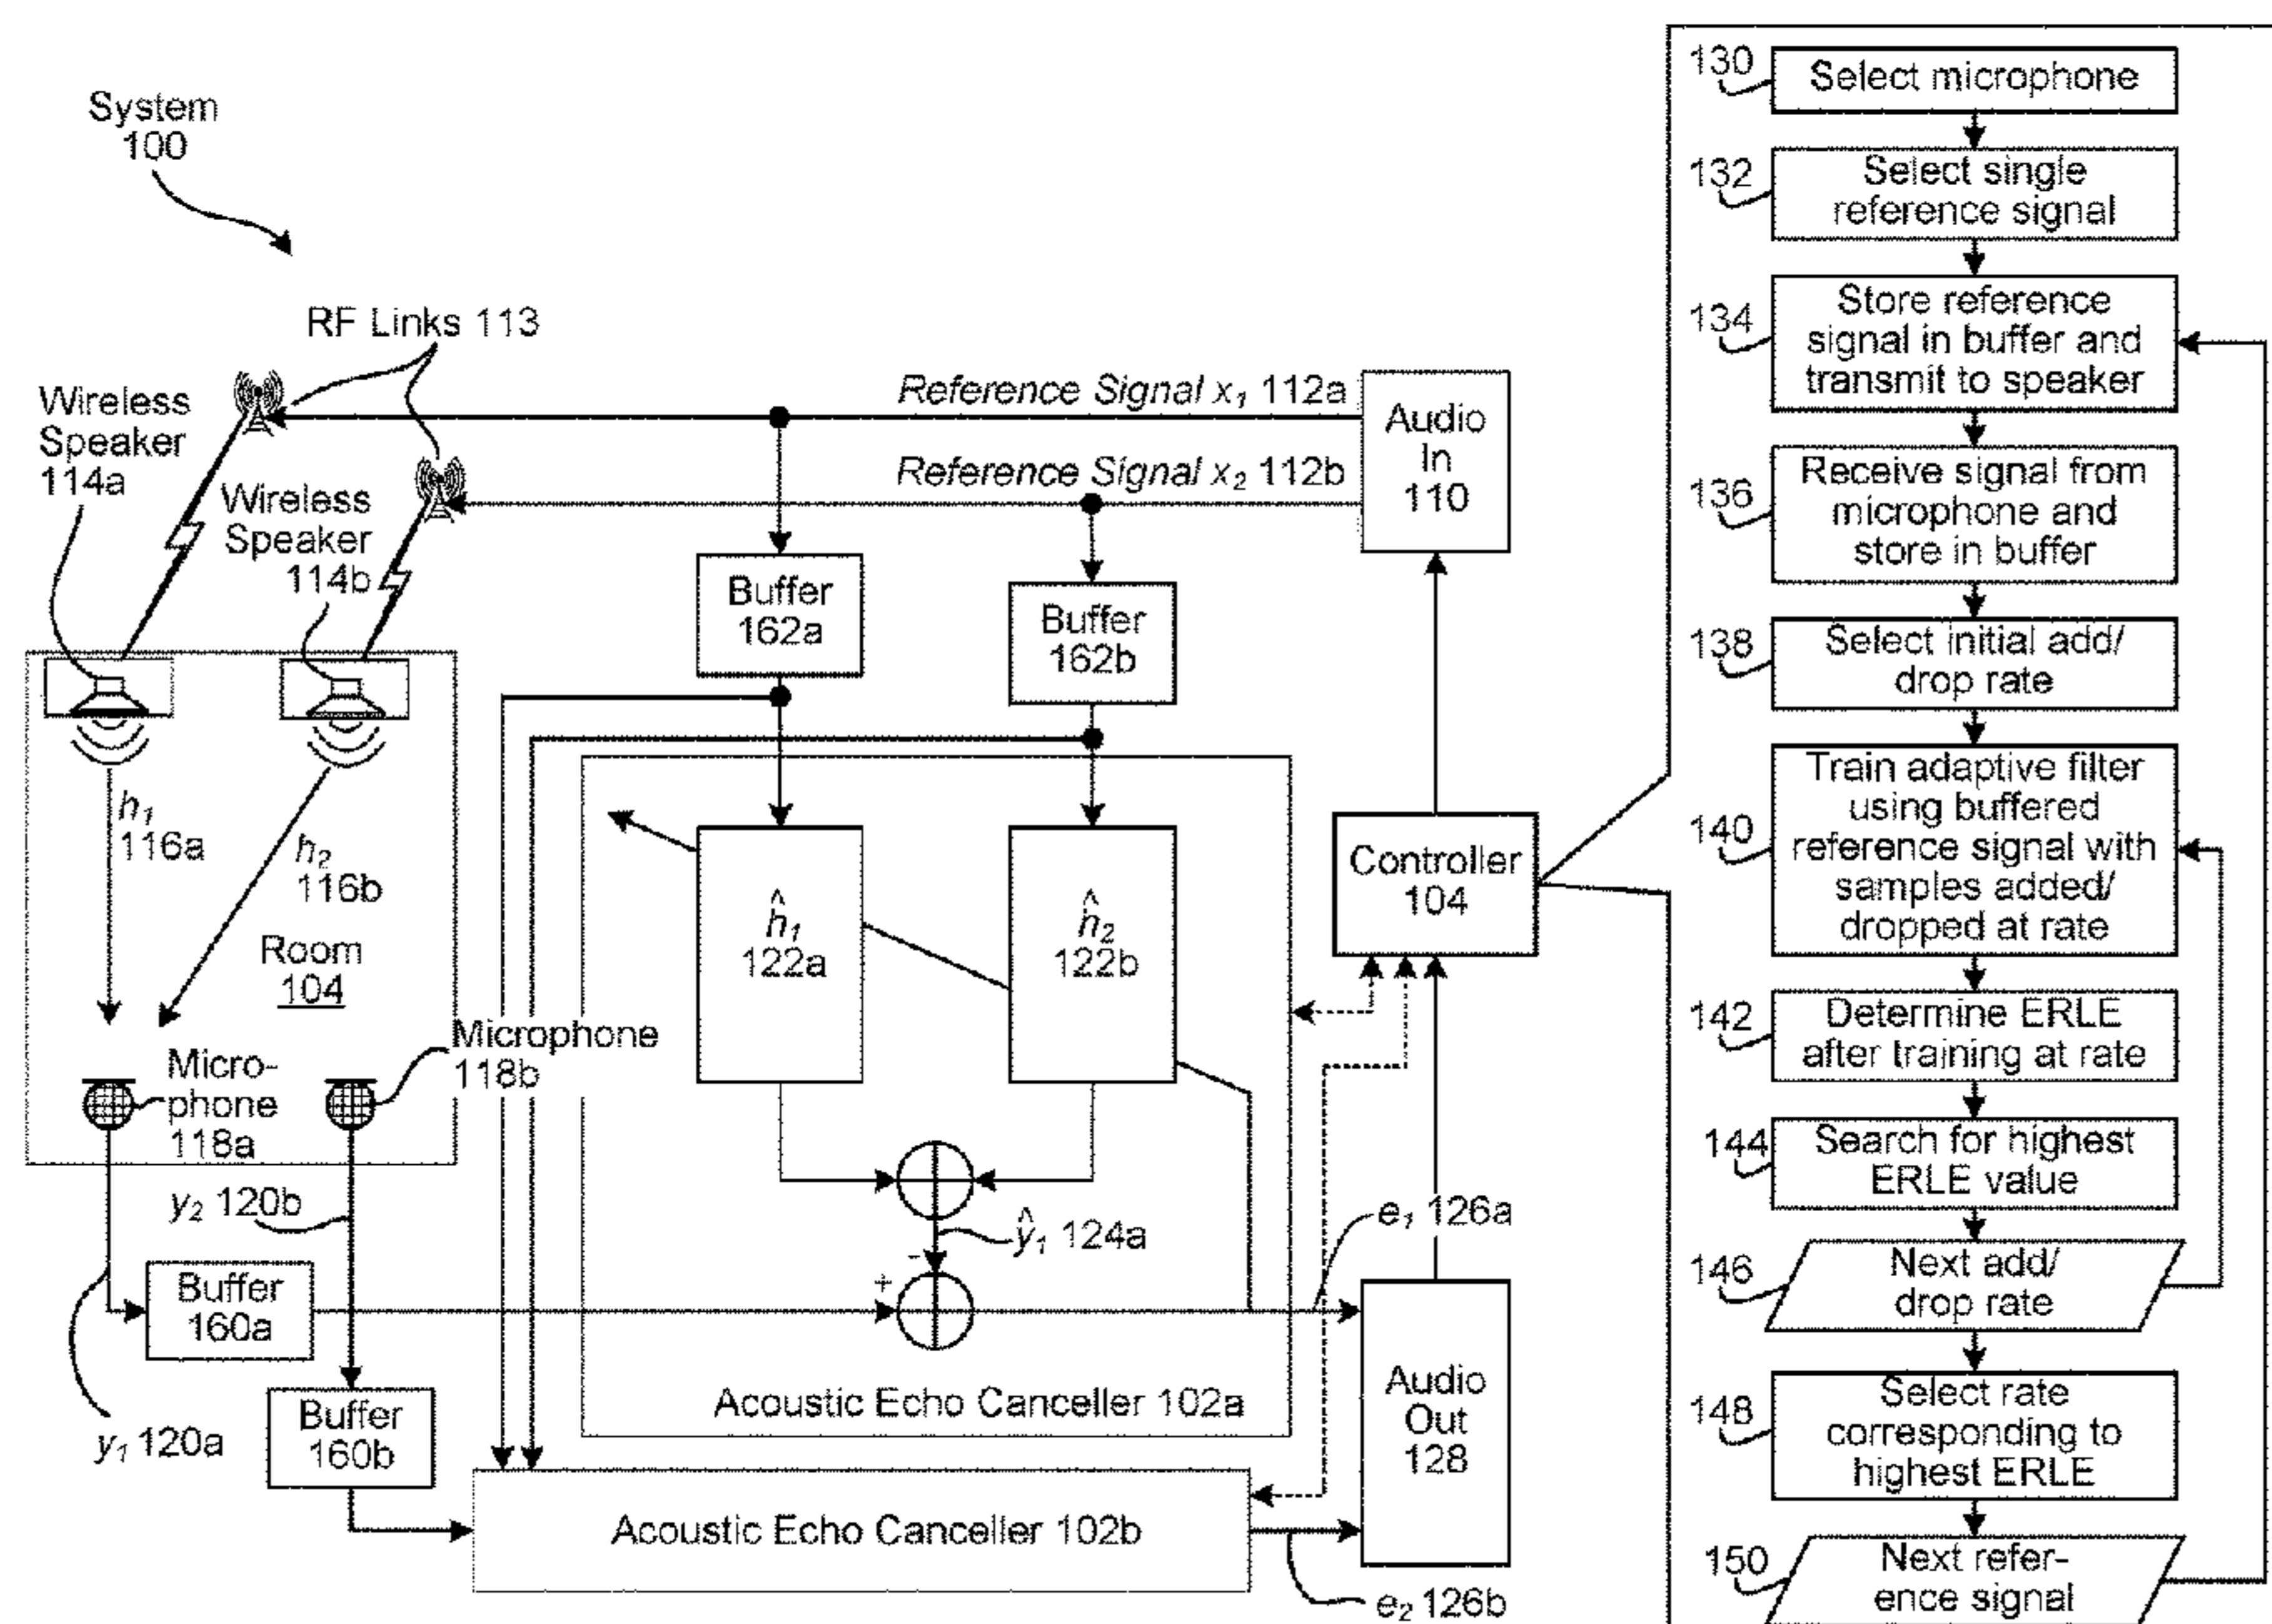 System
100
RF Links 113
Wireless
Speaker
114a
Wireless
Speaker
114b
Reference Signal x₁ 112a
Reference Signal x₂ 112b
Audio
In
110
Buffer
162a
Buffer
162b
h₁
116a
h₂
116b
Room
104
Micro-
phone
118a
Microphone
118b
ĥ₁
122a
ĥ₂
122b
Controller
104
y₂ 120b
ŷ₁ 124a
-
+
e₁ 126a
Buffer
160a
y₁ 120a
Buffer
160b
Acoustic Echo Canceller 102a
Audio
Out
128
Acoustic Echo Canceller 102b
e₂ 126b
130
Select microphone
132
Select single
reference signal
134
Store reference
signal in buffer and
transmit to speaker
136
Receive signal from
microphone and
store in buffer
138
Select initial add/
drop rate
140
Train adaptive filter
using buffered
reference signal with
samples added/
dropped at rate
142
Determine ERLE
after training at rate
144
Search for highest
ERLE value
146
Next add/
drop rate
148
Select rate
corresponding to
highest ERLE
150
Next refer-
ence signal